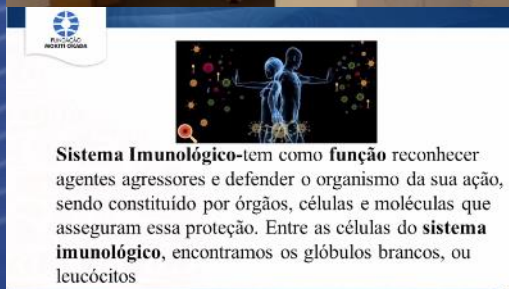 FUNDAÇÃO
MOKITI OKADA
Sistema Imunológico-tem como função reconhecer
agentes agressores e defender o organismo da sua ação,
sendo constituído por órgãos, células e moléculas que
asseguram essa proteção. Entre as células do sistema
imunológico, encontramos os glóbulos brancos, ou
leucócitos